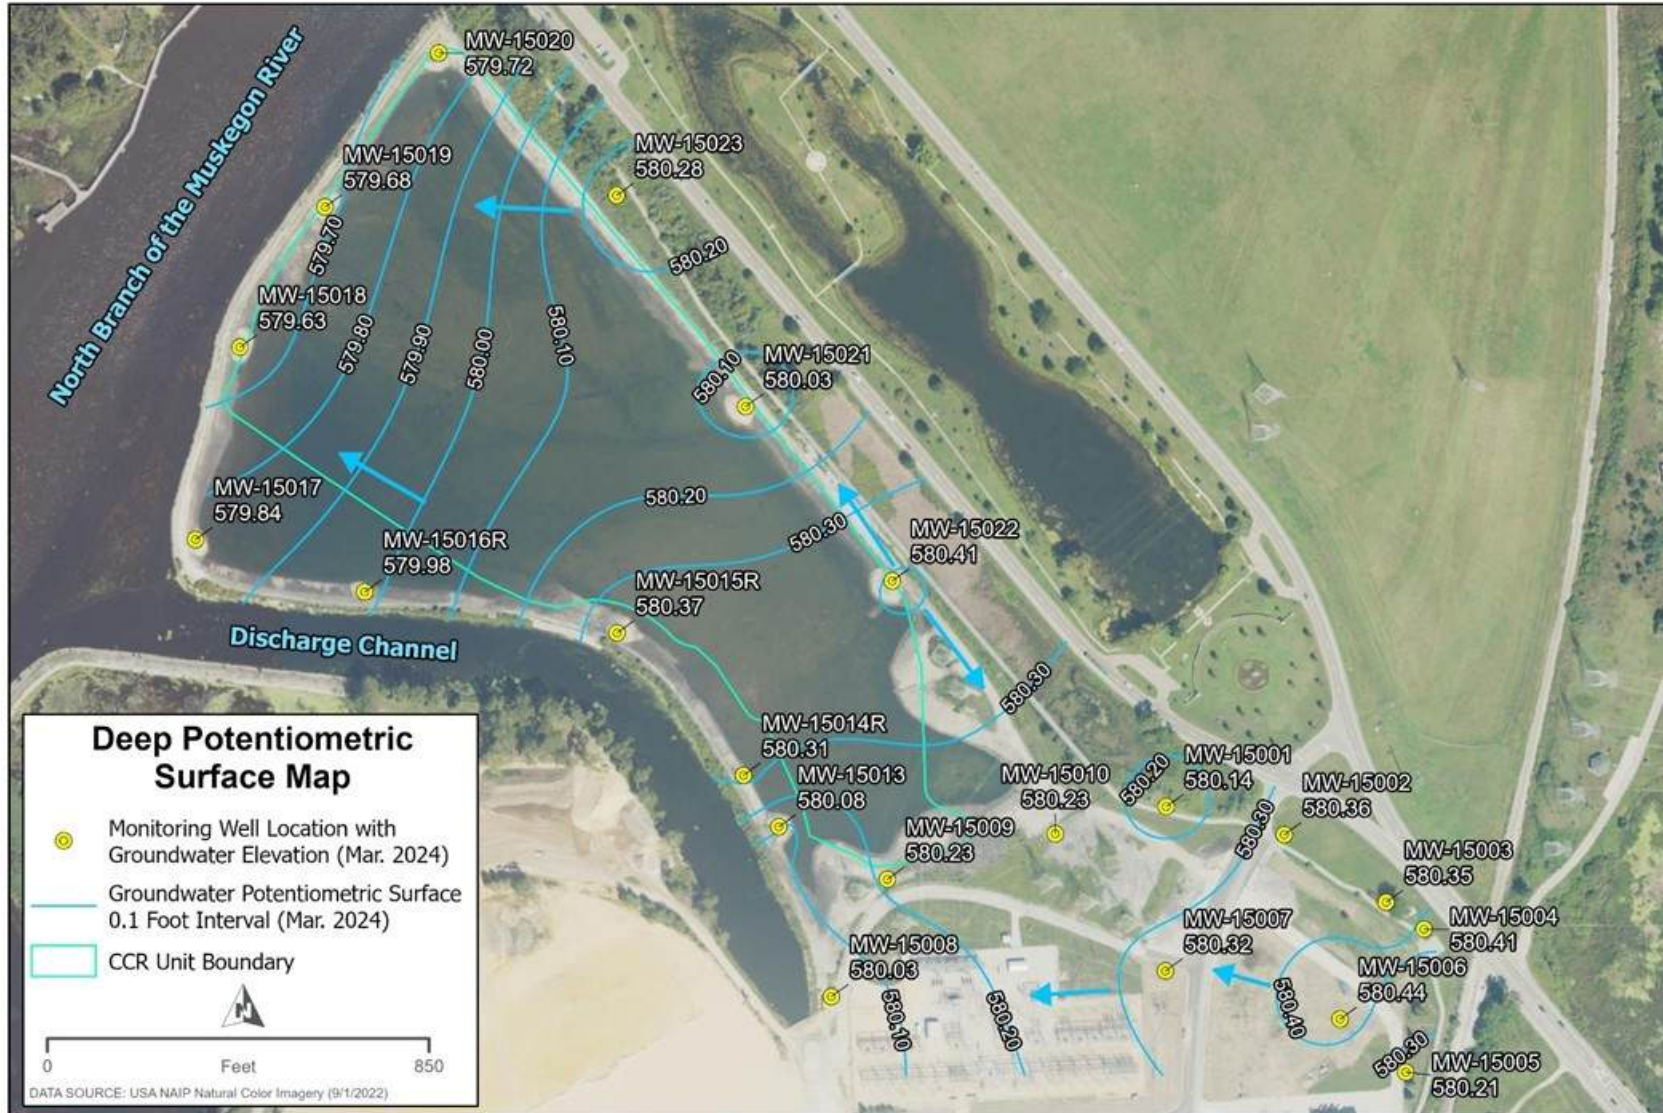 MW-15020
579.72
North Branch of the Muskegon River
MW-15023
580.28
MW-15019
579.68
579.70
580.20
MW-15018
579.63
579.80
579.90
580.00
580.10
580.10
MW-15021
580.03
MW-15017
579.84
580.20
580.30
MW-15016R
579.98
MW-15022
580.41
MW-15015R
580.37
Discharge Channel
580.30
MW-15014R
580.31
MW-15013
580.08
MW-15010
580.23
580.20
MW-15001
580.14
MW-15002
580.36
580.30
MW-15009
580.23
MW-15003
580.35
MW-15007
580.32
MW-15004
580.41
MW-15008
580.03
MW-15006
580.44
580.10
580.20
580.40
580.30
MW-15005
580.21
Deep Potentiometric
Surface Map
Monitoring Well Location with
Groundwater Elevation (Mar. 2024)
Groundwater Potentiometric Surface
0.1 Foot Interval (Mar. 2024)
CCR Unit Boundary
N
0
Feet
850
DATA SOURCE: USA NAIP Natural Color Imagery (9/1/2022)